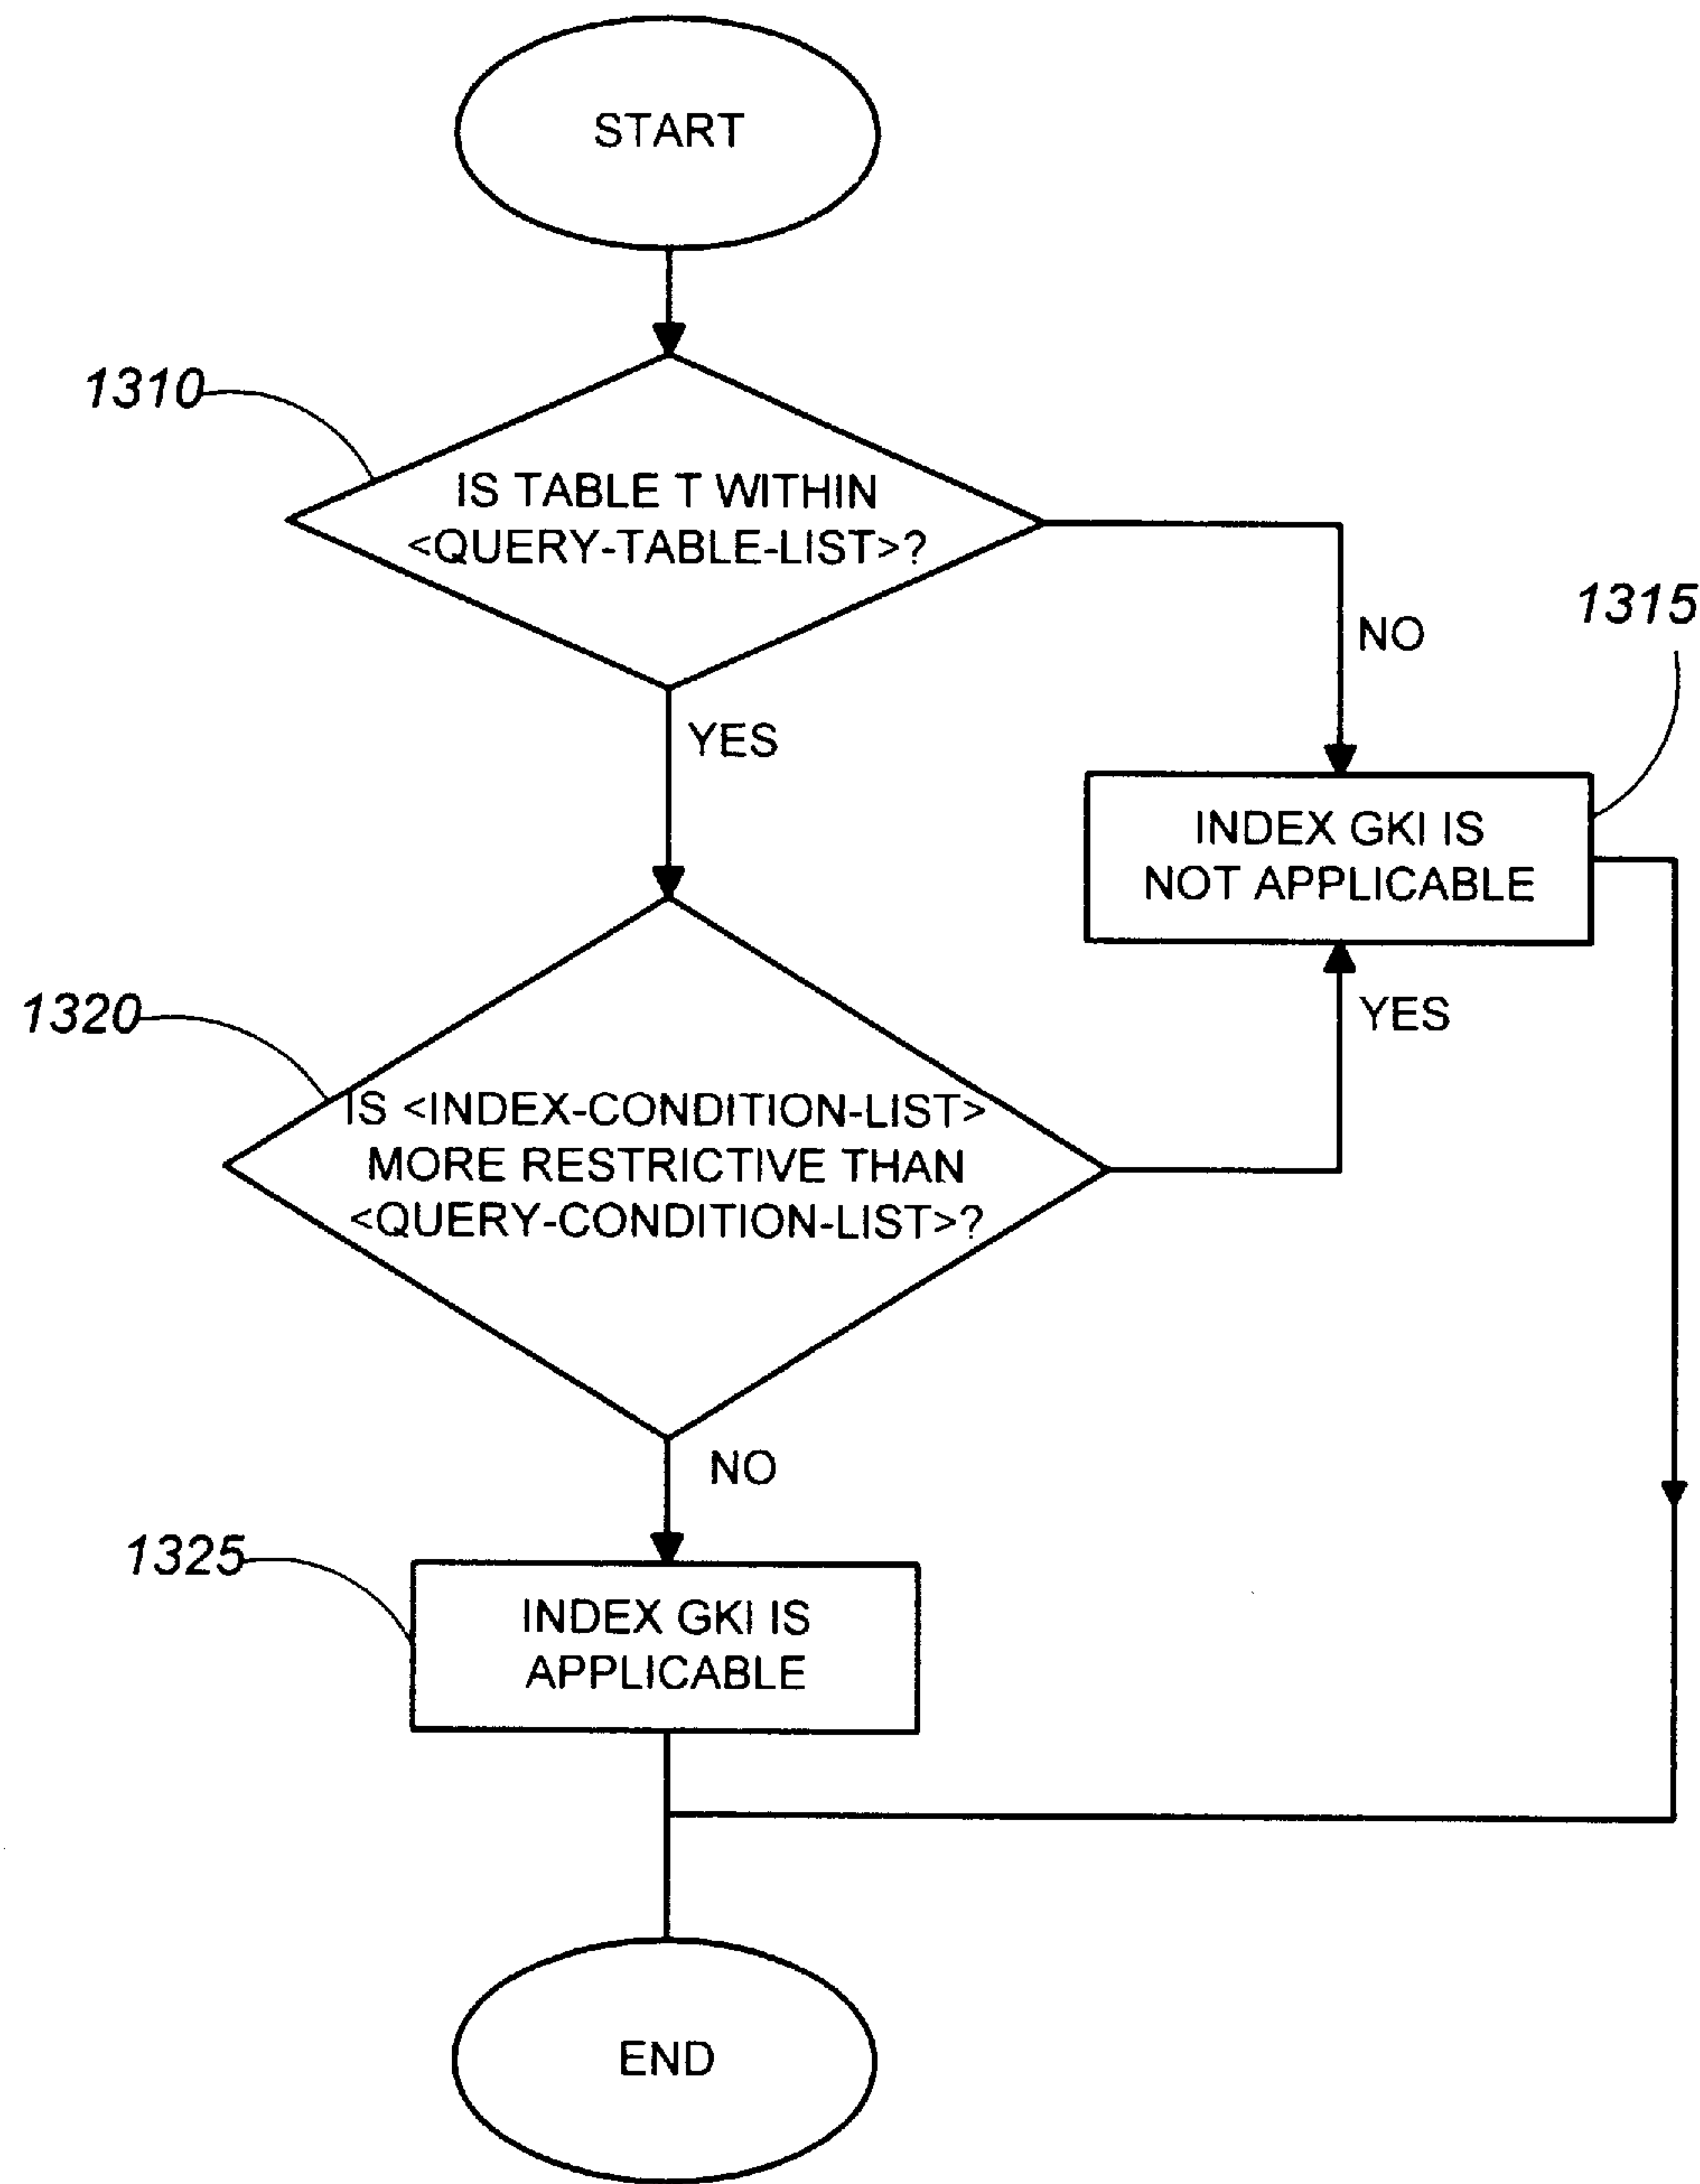 START
1310
IS TABLE T WITHIN
<QUERY-TABLE-LIST>?
1315
NO
YES
INDEX GKI IS
NOT APPLICABLE
1320
YES
IS <INDEX-CONDITION-LIST>
MORE RESTRICTIVE THAN
<QUERY-CONDITION-LIST>?
NO
1325
INDEX GKI IS
APPLICABLE
END